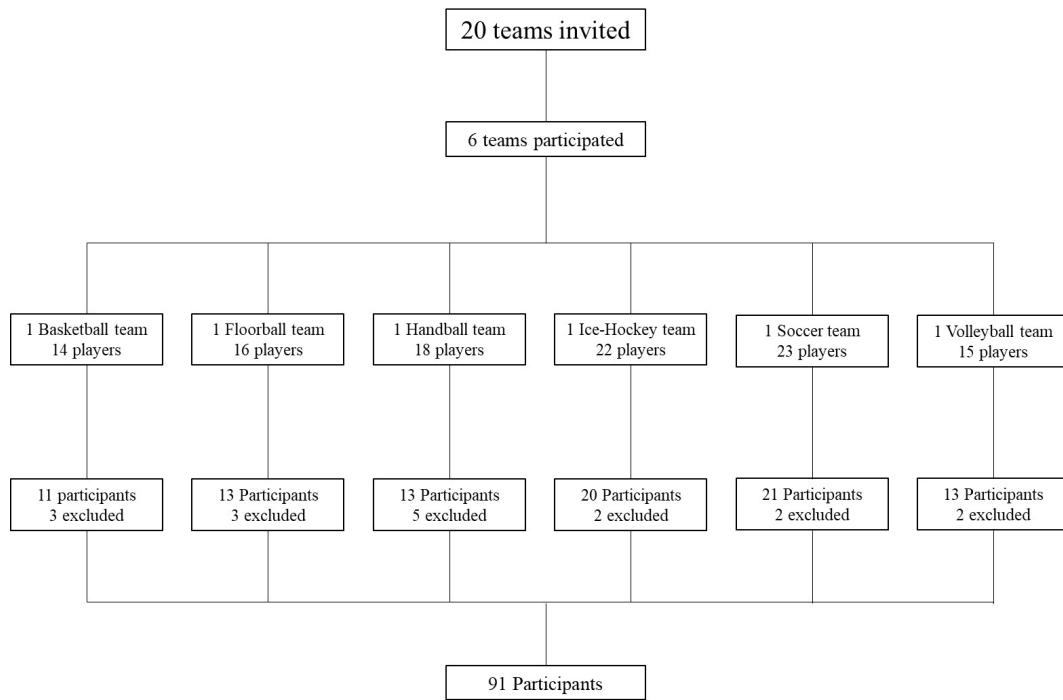 20 teams invited
6 teams participated
1 Basketball team
14 players
1 Floorball team
16 players
1 Handball team
18 players
1 Ice-Hockey team
22 players
1 Soccer team
23 players
1 Volleyball team
15 players
11 participants
3 excluded
13 Participants
3 excluded
13 Participants
5 excluded
20 Participants
2 excluded
21 Participants
2 excluded
13 Participants
2 excluded
91 Participants